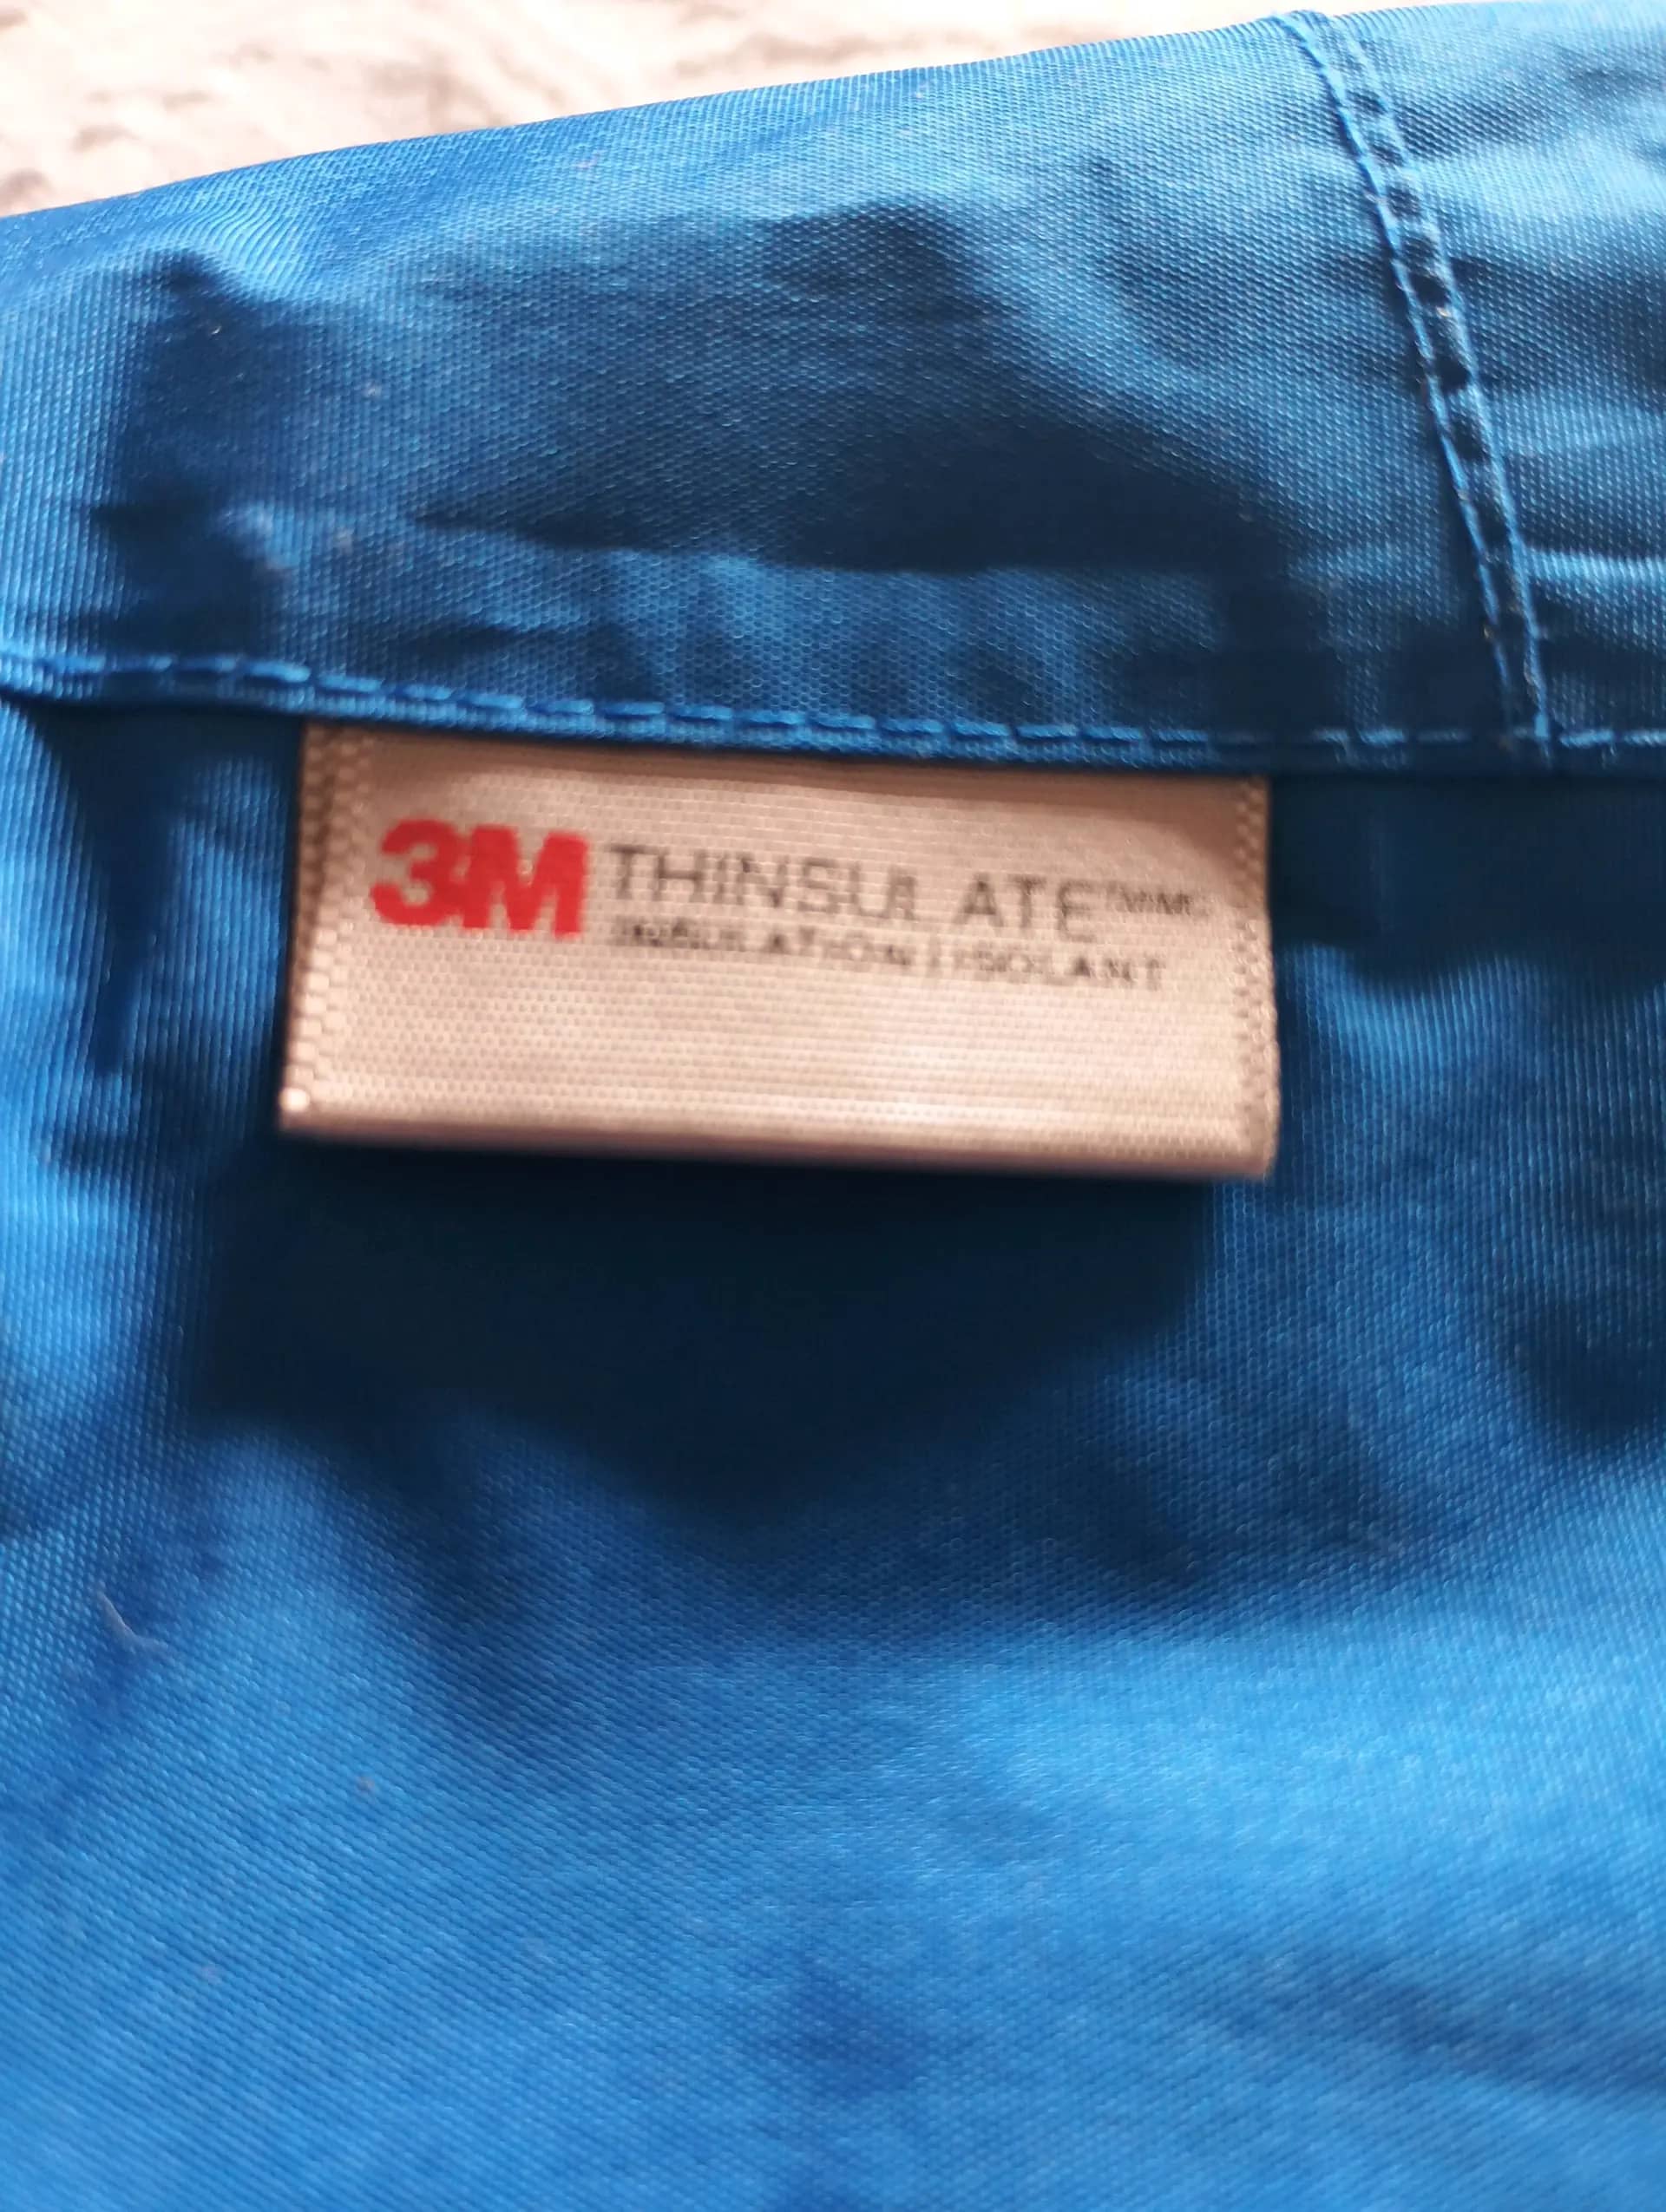 3M THINSULATE™MC
INSULATION | ISOLANT